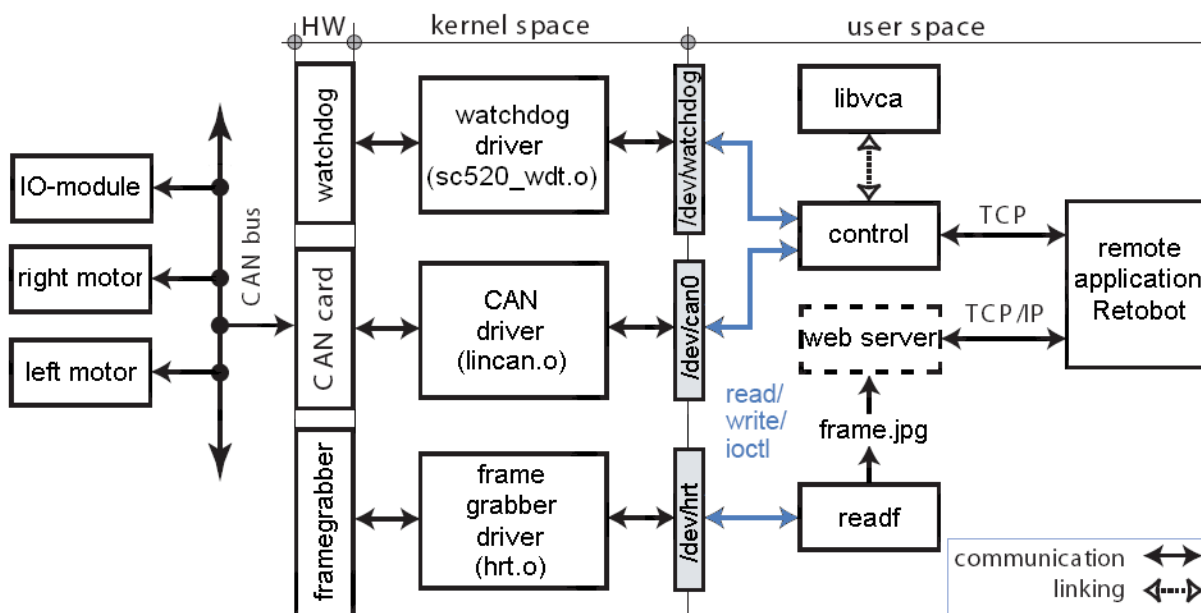 HW
kernel space
user space
watchdog
watchdog
driver
(sc520_wdt.o)
/dev/watchdog
libvca
IO-module
right motor
left motor
CAN bus
CAN card
CAN
driver
(lincan.o)
/dev/can0
control
TCP
remote
application
Retobot
web server
TCP/IP
read/
write/
ioctl
frame.jpg
framegrabber
frame
grabber
driver
(hrt.o)
/dev/hrt
readf
communication
linking